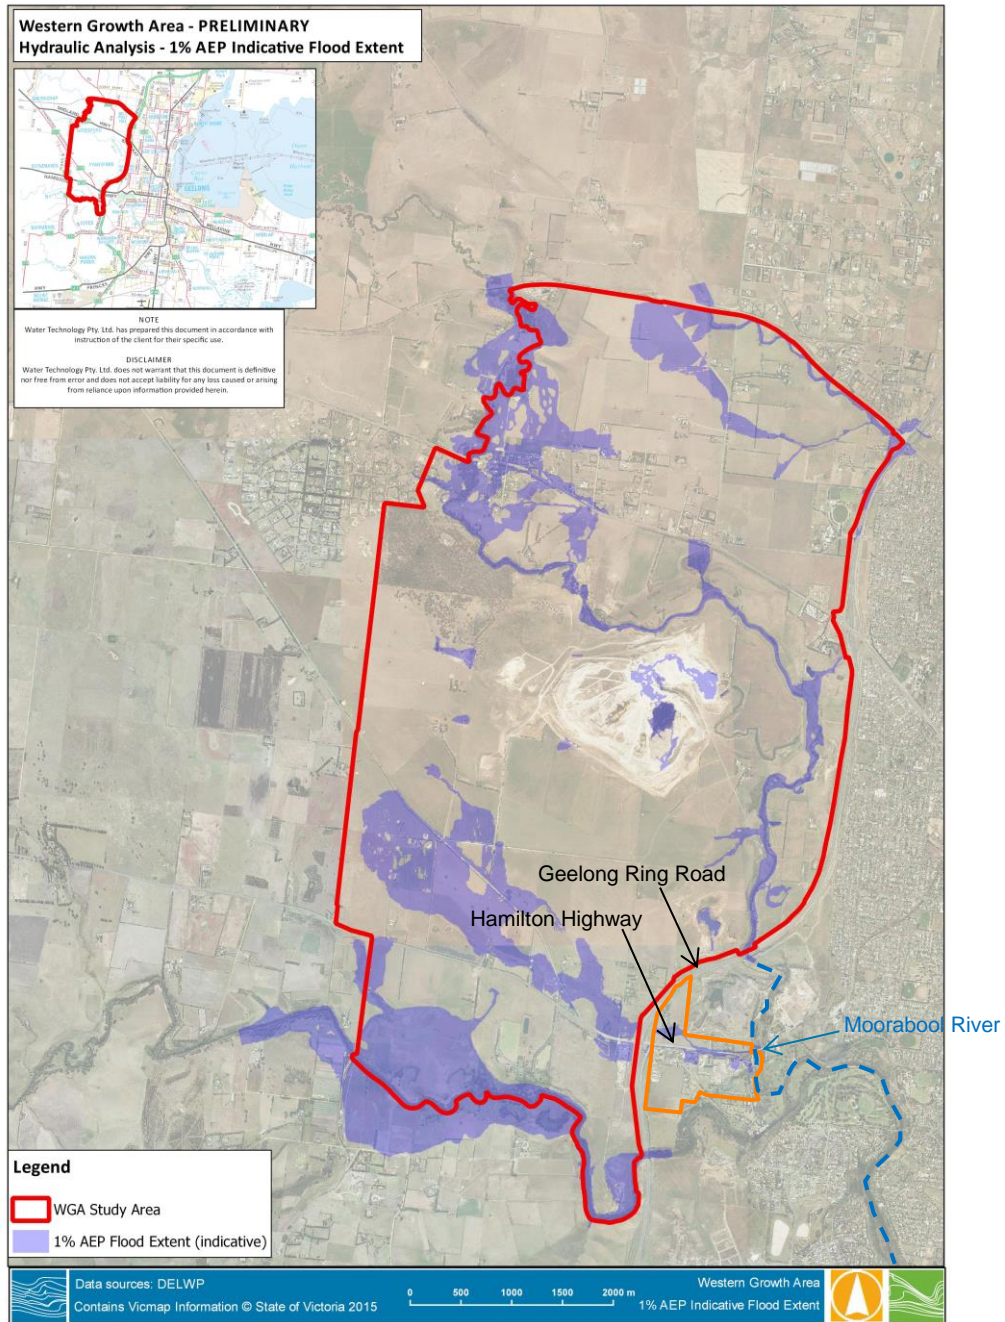 Western Growth Area - PRELIMINARY
Hydraulic Analysis - 1% AEP Indicative Flood Extent
GEELONG
NOTE
Water Technology Pty. Ltd. has prepared this document in accordance with
instruction of the client for their specific use.
DISCLAIMER
Water Technology Pty. Ltd. does not warrant that this document is definitive
nor free from error and does not accept liability for any loss caused or arising
from reliance upon information provided herein.
Geelong Ring Road
Hamilton Highway
Moorabool River
Legend
WGA Study Area
1% AEP Flood Extent (indicative)
Data sources: DELWP
Contains Vicmap Information © State of Victoria 2015
0 500 1000 1500 2000 m
Western Growth Area
1% AEP Indicative Flood Extent